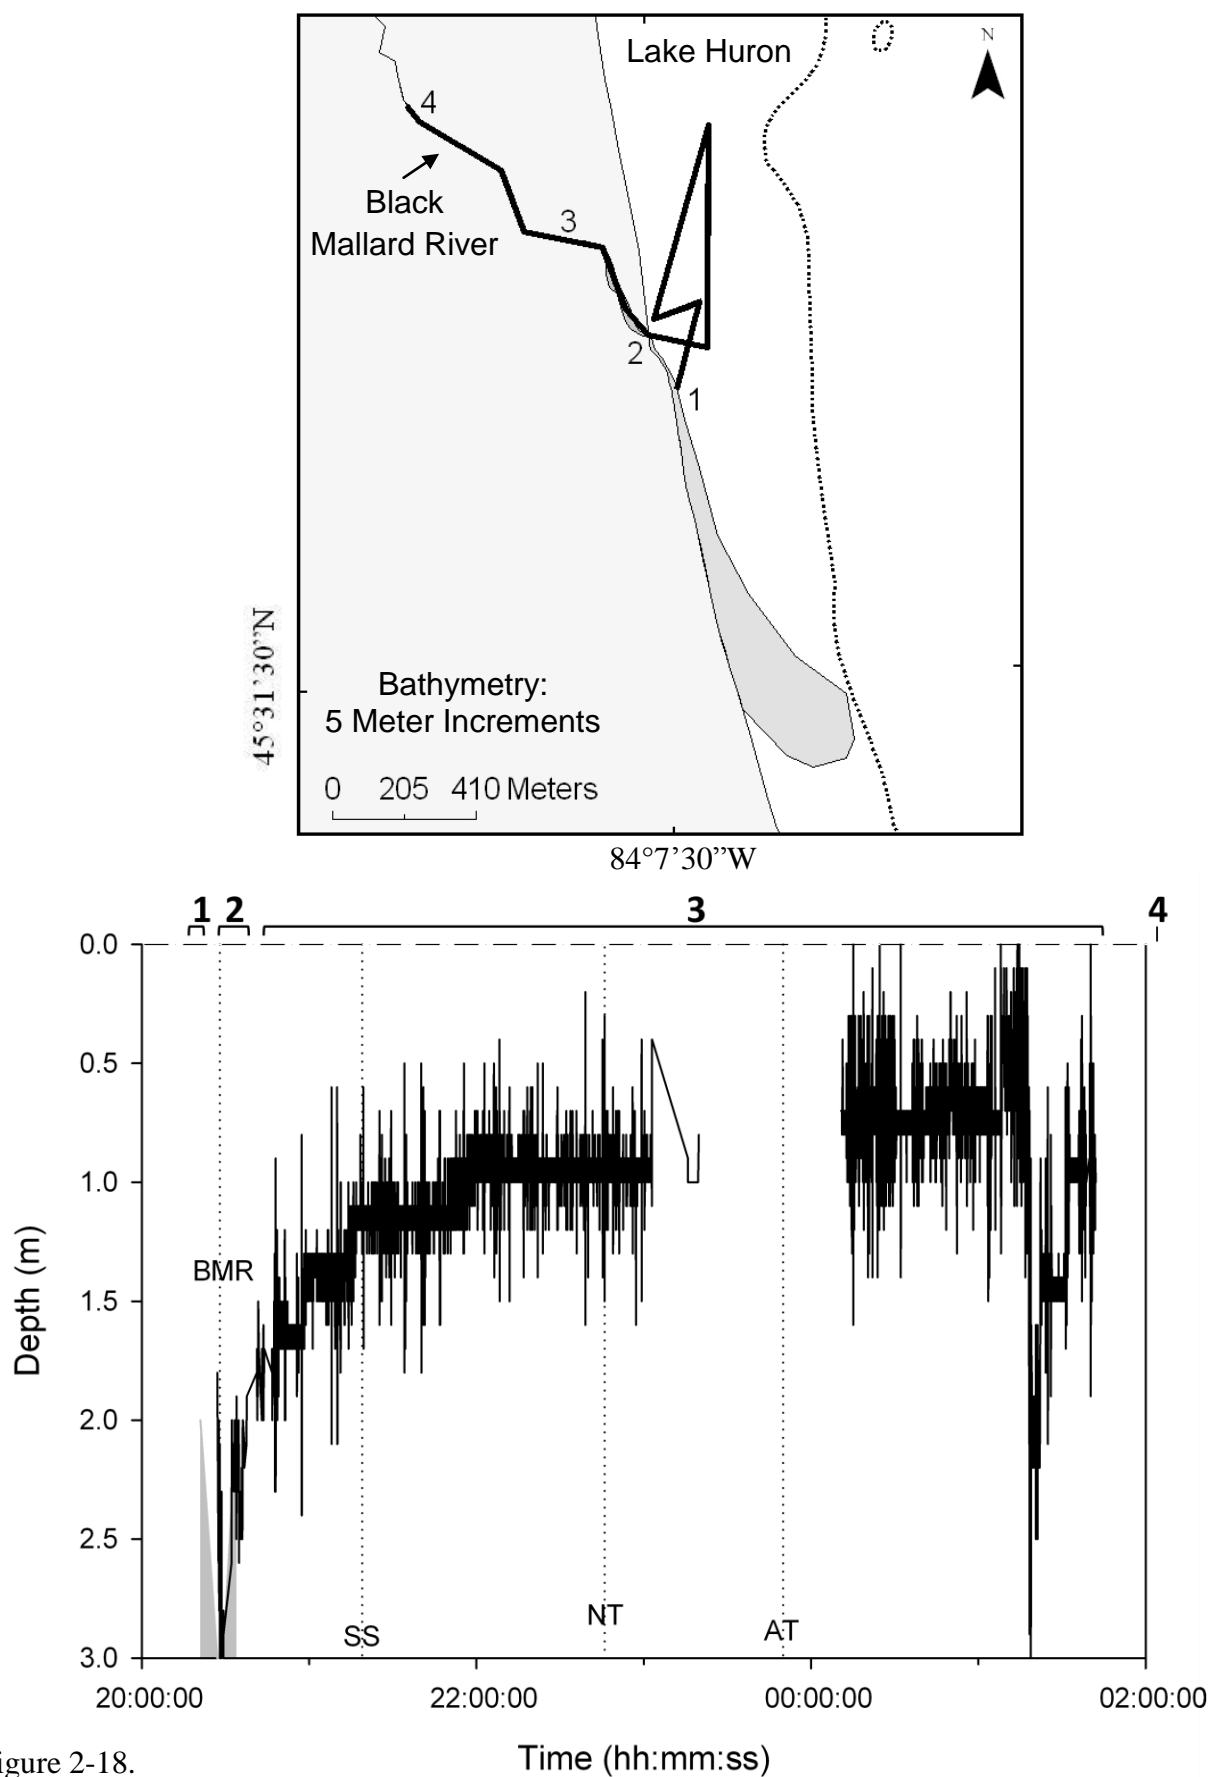 Lake Huron
N
4
Black
Mallard River
3
2
1
45°31'30"N
Bathymetry:
5 Meter Increments
0 205 410 Meters
84°7'30"W
1 2 3 4
0.0
0.5
1.0
BMR
1.5
2.0
2.5
SS NT AT
3.0
Depth (m)
20:00:00 22:00:00 00:00:00 02:00:00
Time (hh:mm:ss)
igure 2-18.